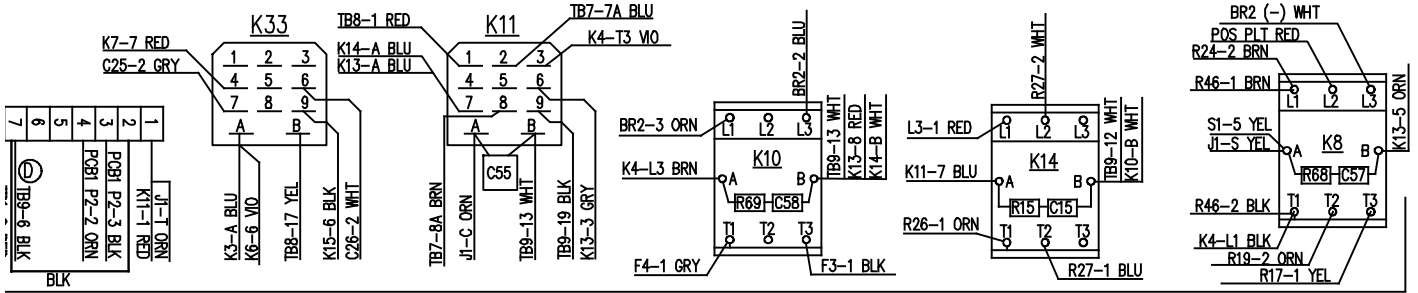 K33
K7-7 RED
C25-2 GRY
1 2 3
4 5 6
7 8 9
A B
K3-A BLU
K6-6 VIO
TB8-17 YEL
K15-6 BLK
C26-2 WHT
7 6 5 4 3 2 1
D
TB9-6 BLK
PCB1 P2-2 ORN
PCB1 P2-3 BLK
K11-1 RED
J1-T ORN
BLK
K11
TB8-1 RED
TB7-7A BLU
K14-A BLU
K13-A BLU
K4-T3 VIO
1 2 3
4 5 6
7 8 9
A B
C55
TB7-8A BRN
J1-C ORN
TB9-13 WHT
TB9-19 BLK
K13-3 GRY
BR2-2 BLU
BR2-3 ORN
L1 L2 L3
K10
K4-L3 BRN
A B
R69 C58
T1 T2 T3
F4-1 GRY
F3-1 BLK
TB9-13 WHT
K13-8 RED
K14-B WHT
R27-2 WHT
L3-1 RED
L1 L2 L3
K14
K11-7 BLU
A B
R15 C15
R26-1 ORN
T1 T2 T3
R27-1 BLU
TB9-12 WHT
K10-B WHT
BR2 (-) WHT
POS PLT RED
R24-2 BRN
R46-1 BRN
L1 L2 L3
K13-5 ORN
S1-5 YEL
J1-S YEL
K8
A B
R68 C57
R46-2 BLK
T1 T2 T3
K4-L1 BLK
R19-2 ORN
R17-1 YEL